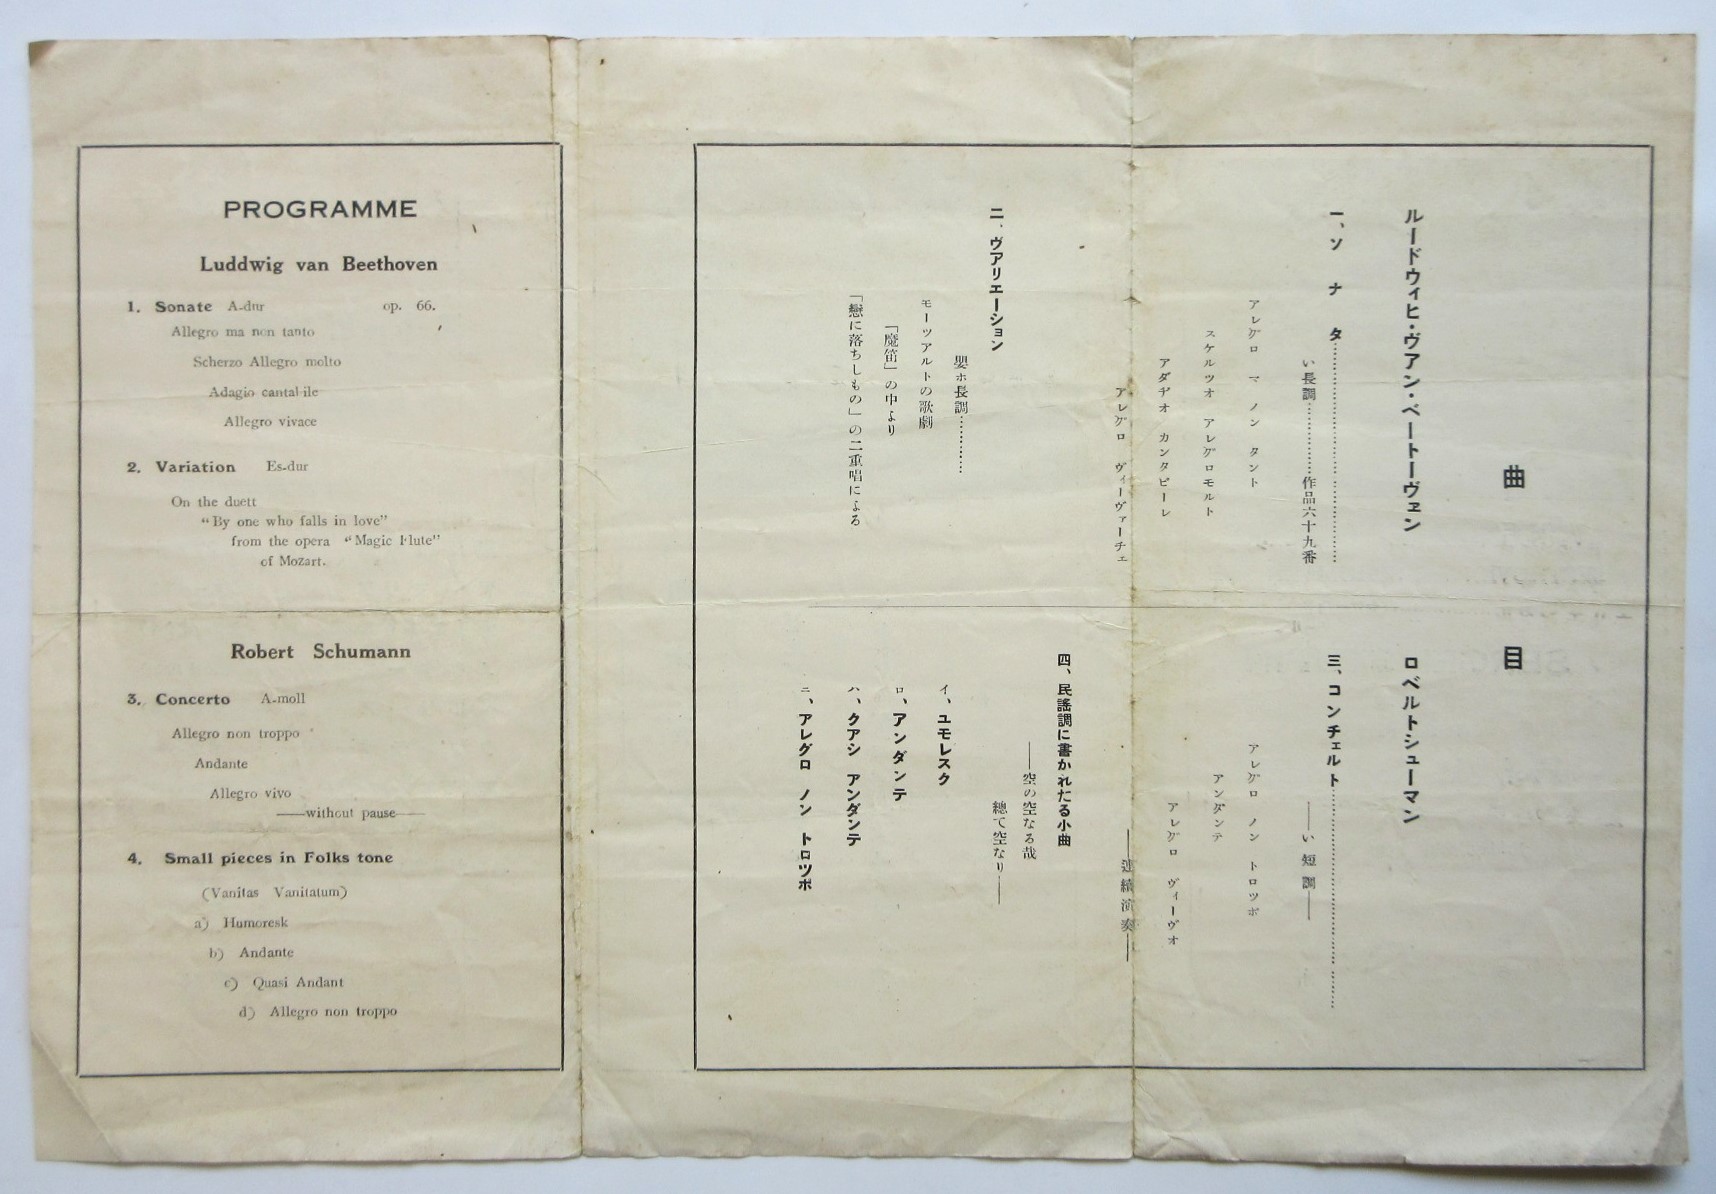 PROGRAMME
Luddwig van Beethoven
1. Sonate A-dur op. 66.
Allegro ma non tanto
Scherzo Allegro molto
Adagio cantabile
Allegro vivace
2. Variation Es-dur
On the duett
"By one who falls in love"
from the opera "Magic Flute"
of Mozart.
Robert Schumann
3. Concerto A-moll
Allegro non troppo
Andante
Allegro vivo
——without pause——
4. Small pieces in Folks tone
(Vanitas Vanitatum)
a) Humoresk
b) Andante
c) Quasi Andant
d) Allegro non troppo
曲目
ルードウィヒ・ヴアン・ベートーヴェン
一、ソナタ
い長調…………作品六十九番
アレグロ マ ノン タント
スケルツオ アレグロモルト
アダヂオ カンタビーレ
アレグロ ヴィーヴァーチェ
二、ヴアリエーション
嬰ホ長調…………
モーツアルトの歌劇
「魔笛」の中より
「戀に落ちしもの」の二重唱による
ロベルトシューマン
三、コンチェルト
——い短調——
アレグロ ノン トロツポ
アンダンテ
アレグロ ヴィーヴオ
——連續演奏——
四、民謠調に書かれたる小曲
——空の空なる哉
總て空なり——
イ、ユモレスク
ロ、アンダンテ
ハ、クアシ アンダンテ
ニ、アレグロ ノン トロツポ